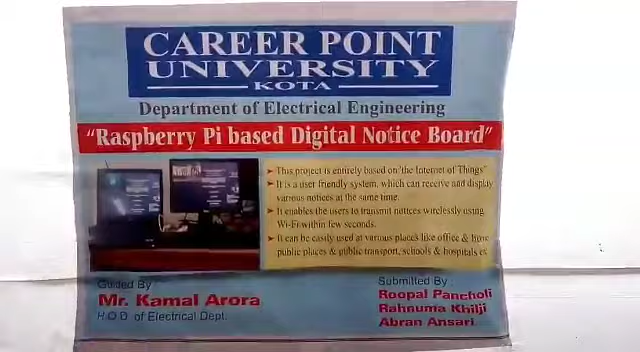 CAREER POINT
UNIVERSITY
KOTA
Department of Electrical Engineering
"Raspberry Pi based Digital Notice Board"
➤ This project is entirely based on "the Internet of Things"
➤ It is a user friendly system, which can receive and display
various notices at the same time.
➤ It enables the users to transmit notices wirelessly using
Wi-Fi within few seconds.
➤ It can be easily used at various places like office & home
public places & public transport, schools & hospitals
Guided By
Mr. Kamal Arora
H.O.D. of Electrical Dept.
Submitted By
Roopal Pancholi
Rahnuma Khilji
Abran Ansari